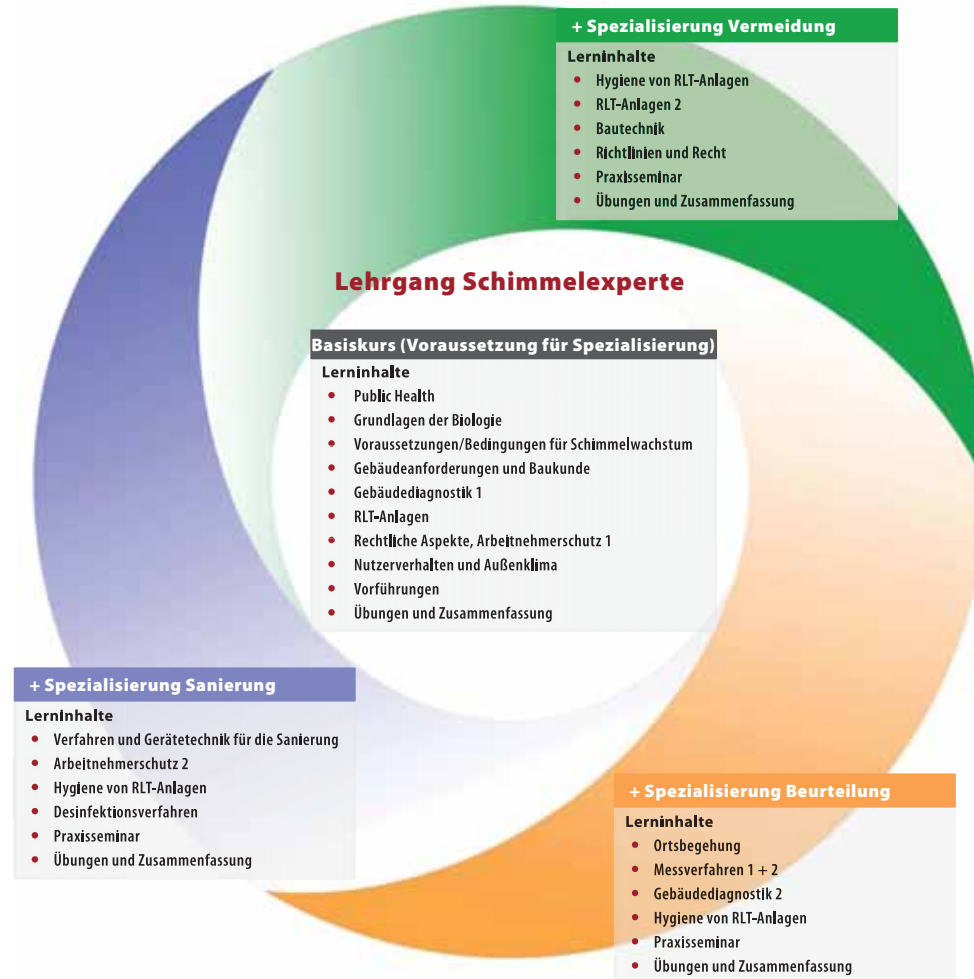 + Spezialisierung Vermeidung
Lerninhalte
• Hygiene von RLT-Anlagen
• RLT-Anlagen 2
• Bautechnik
• Richtlinien und Recht
• Praxisseminar
• Übungen und Zusammenfassung
Lehrgang Schimmelexperte
Basiskurs (Voraussetzung für Spezialisierung)
Lerninhalte
• Public Health
• Grundlagen der Biologie
• Voraussetzungen/Bedingungen für Schimmelwachstum
• Gebäudeanforderungen und Baukunde
• Gebäudediagnostik 1
• RLT-Anlagen
• Rechtliche Aspekte, Arbeitnehmerschutz 1
• Nutzerverhalten und Außenklima
• Vorführungen
• Übungen und Zusammenfassung
+ Spezialisierung Sanierung
Lerninhalte
• Verfahren und Gerätetechnik für die Sanierung
• Arbeitnehmerschutz 2
• Hygiene von RLT-Anlagen
• Desinfektionsverfahren
• Praxisseminar
• Übungen und Zusammenfassung
+ Spezialisierung Beurteilung
Lerninhalte
• Ortsbegehung
• Messverfahren 1 + 2
• Gebäudediagnostik 2
• Hygiene von RLT-Anlagen
• Praxisseminar
• Übungen und Zusammenfassung